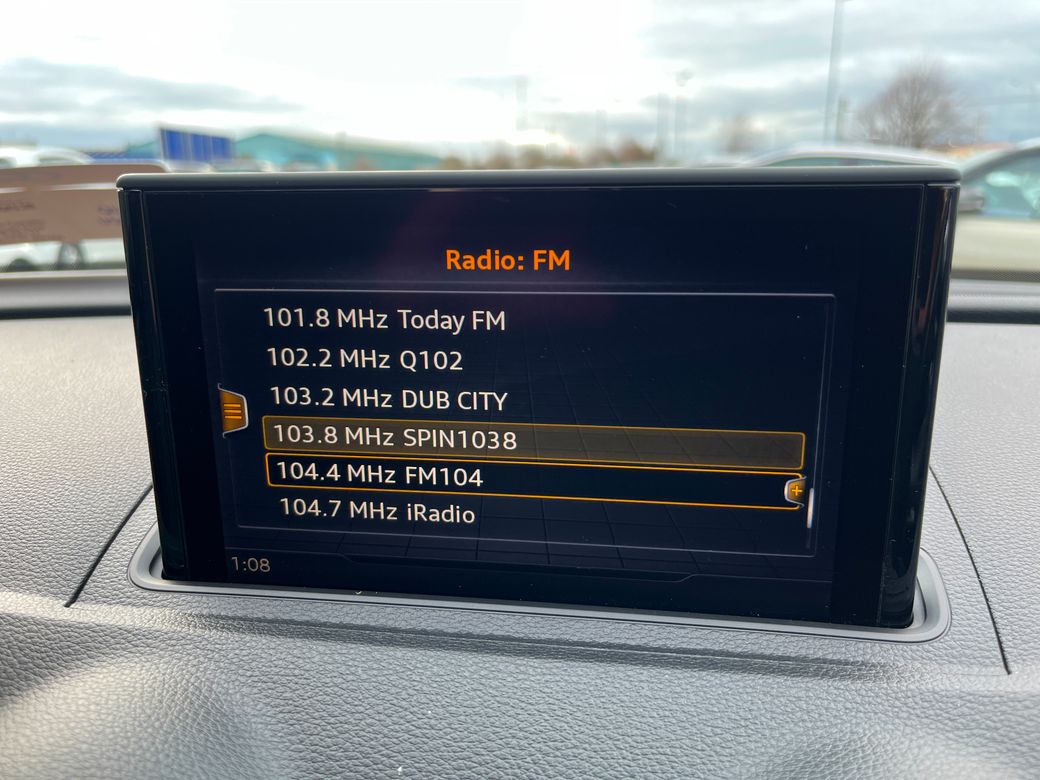 Radio: FM
101.8 MHz Today FM
102.2 MHz Q102
103.2 MHz DUB CITY
103.8 MHz SPIN1038
104.4 MHz FM104
104.7 MHz iRadio
1:08